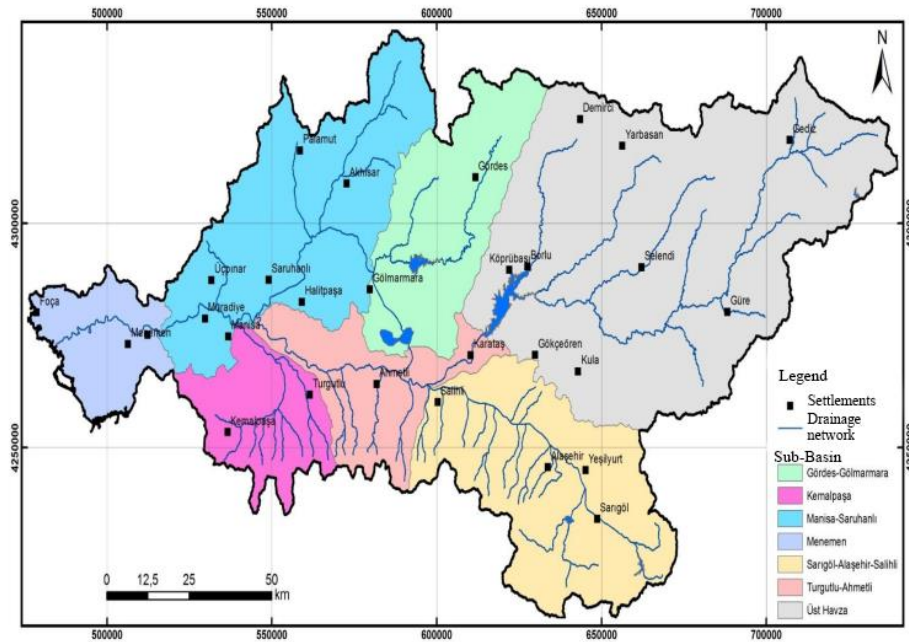 500000 550000 600000 650000 700000
N
Demirci
Gediz
Yarbasan
Palamut
Akhisar
Gördes
4300000
4300000
Köprübaşı
Borlu
Selendi
Üçpınar
Saruhanlı
Gölmarmara
Halitpaşa
Foça
Muradiye
Güre
Manisa
Menemen
Karataş
Gökçeören
Kula
Ahmetli
Turgutlu
Salihli
Kemalpaşa
Alaşehir
Yeşilyurt
Sarıgöl
4250000
4250000
Legend
Settlements
Drainage
network
Sub-Basin
Gördes-Gölmarmara
Kemalpaşa
Manisa-Saruhanlı
Menemen
Sarıgöl-Alaşehir-Salihli
Turgutlu-Ahmetli
Üst Havza
0 12,5 25 50
km
500000 550000 600000 650000 700000